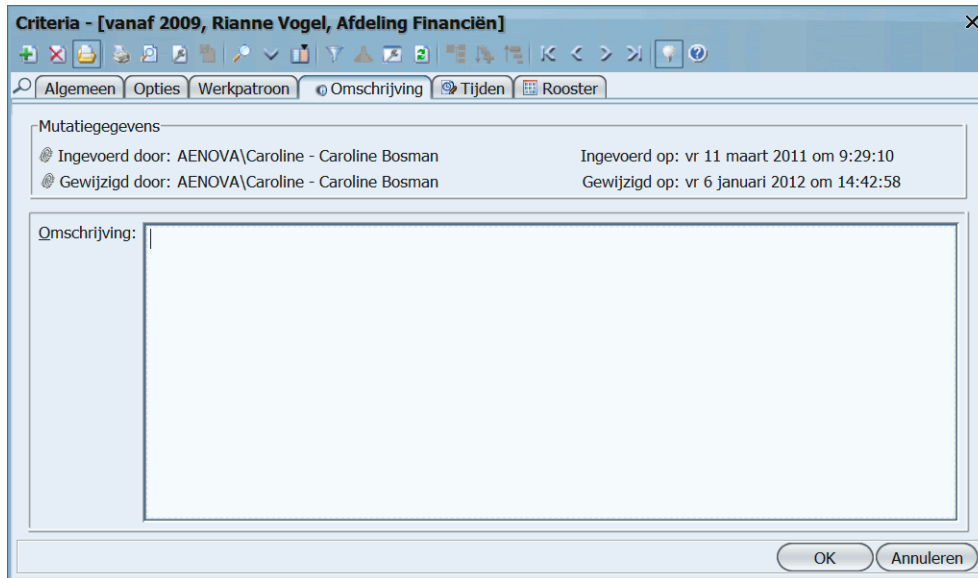 Criteria - [vanaf 2009, Rianne Vogel, Afdeling Financiën]
Algemeen Opties Werkpatroon Omschrijving Tijden Rooster
Mutatiegegevens
Ingevoerd door: AENOVA\Caroline - Caroline Bosman Ingevoerd op: vr 11 maart 2011 om 9:29:10
Gewijzigd door: AENOVA\Caroline - Caroline Bosman Gewijzigd op: vr 6 januari 2012 om 14:42:58
Omschrijving:
OK Annuleren